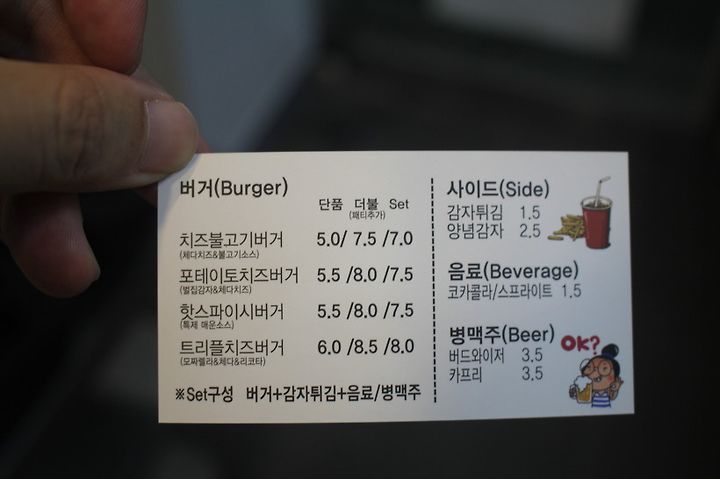 버거(Burger)
단품 더블 Set
(패티추가)
치즈불고기버거 5.0/ 7.5 /7.0
(체다치즈&불고기소스)
포테이토치즈버거 5.5 /8.0 /7.5
(벌집감자&체다치즈)
핫스파이시버거 5.5 /8.0 /7.5
(특제 매운소스)
트리플치즈버거 6.0 /8.5 /8.0
(모짜렐라&체다&리코타)
※Set구성 버거+감자튀김+음료/병맥주
사이드(Side)
감자튀김 1.5
양념감자 2.5
음료(Beverage)
코카콜라/스프라이트 1.5
병맥주(Beer)
버드와이저 3.5
카프리 3.5
OK?